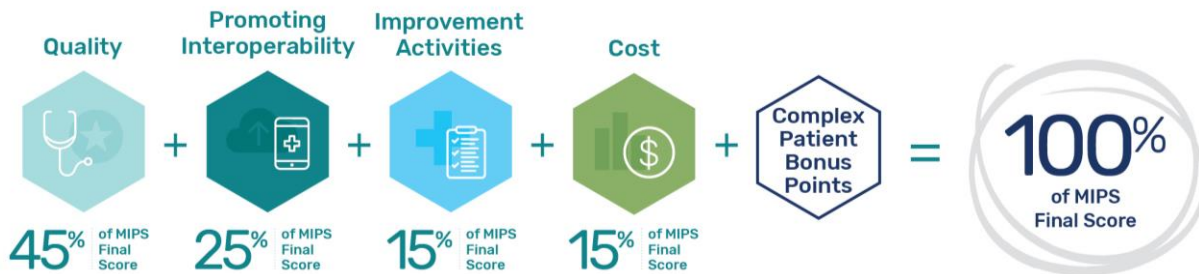 Quality
+
Promoting
Interoperability
+
Improvement
Activities
+
Cost
$
+
Complex
Patient
Bonus
Points
=
100%
of MIPS
Final Score
45% of MIPS
Final
Score
25% of MIPS
Final
Score
15% of MIPS
Final
Score
15% of MIPS
Final
Score